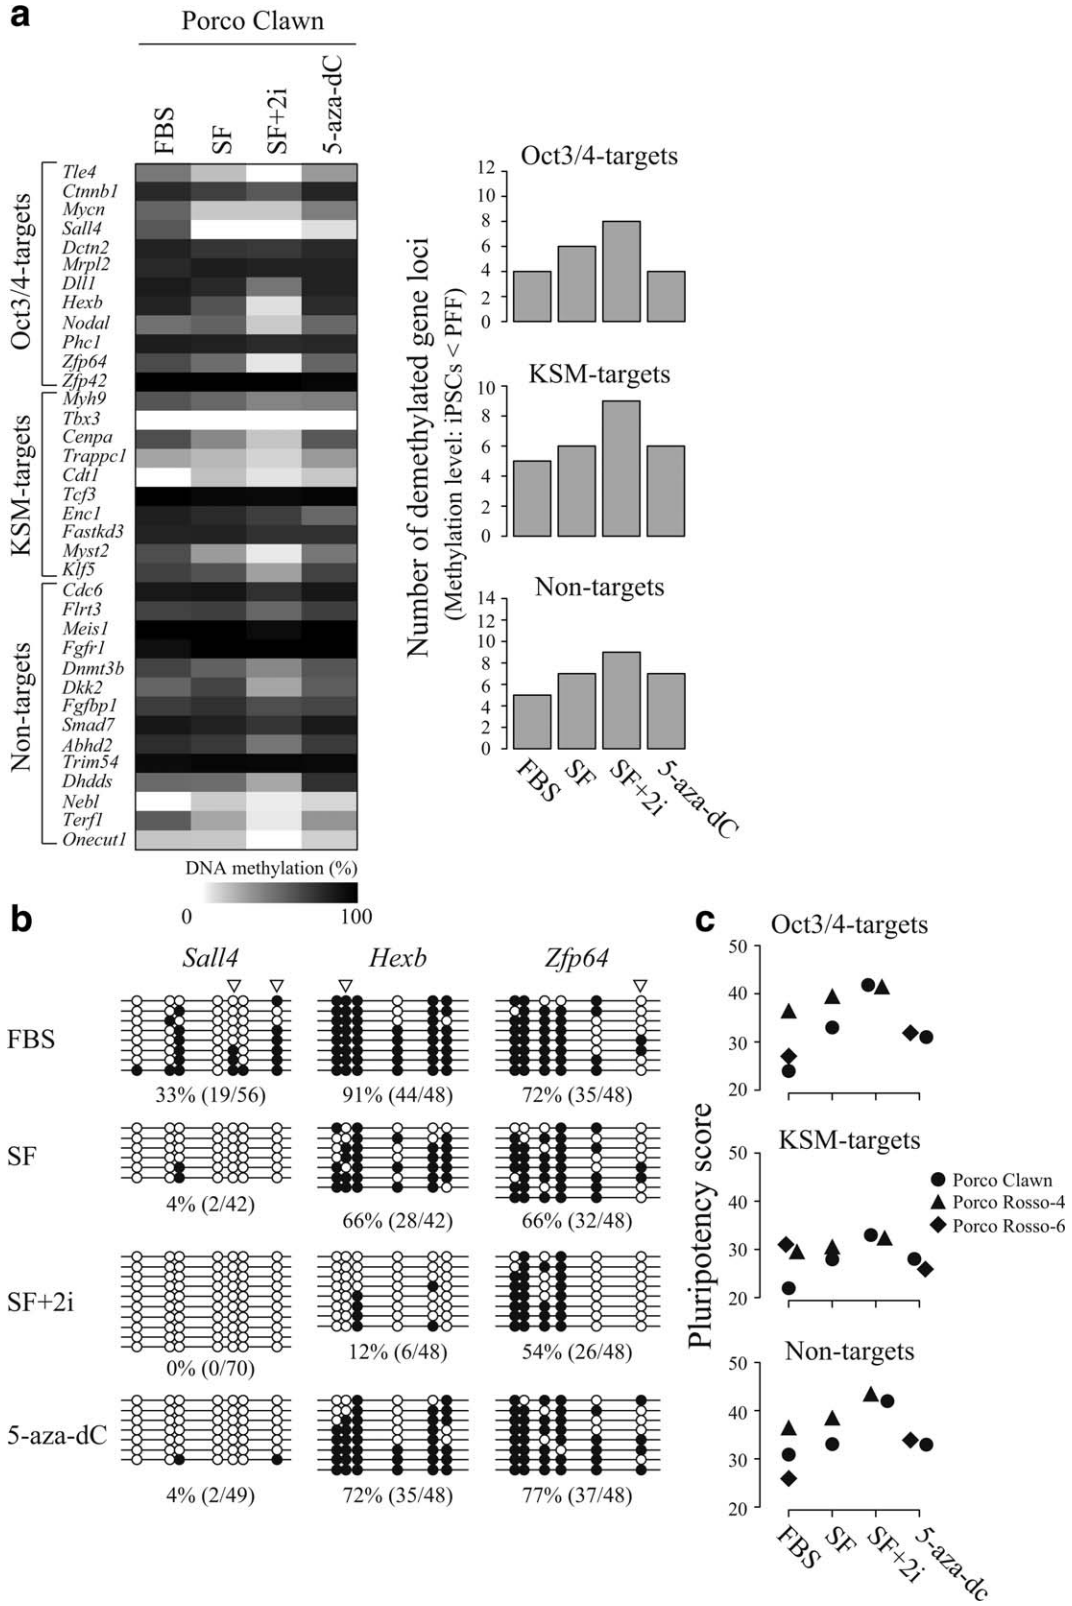 a
Porco Clawn
FBS SF SF+2i 5-aza-dC
Oct3/4-targets
Tle4
Ctnnb1
Mycn
Sall4
Dctn2
Mrpl2
Dll1
Hexb
Nodal
Phc1
Zfp64
Zfp42
KSM-targets
Myh9
Tbx3
Cenpa
Trappc1
Cdt1
Tcf3
Enc1
Fastkd3
Myst2
Klf5
Non-targets
Cdc6
Flrt3
Meis1
Fgfr1
Dnmt3b
Dkk2
Fgfbp1
Smad7
Abhd2
Trim54
Dhdds
Nebl
Terf1
Onecut1
DNA methylation (%)
0 100
Number of demethylated gene loci
(Methylation level: iPSCs < PFF)
Oct3/4-targets
12
10
8
6
4
2
0
KSM-targets
10
8
6
4
2
0
Non-targets
14
12
10
8
6
4
2
0
FBS SF SF+2i 5-aza-dC
b
Sall4 Hexb Zfp64
FBS
33% (19/56) 91% (44/48) 72% (35/48)
SF
4% (2/42) 66% (28/42) 66% (32/48)
SF+2i
0% (0/70) 12% (6/48) 54% (26/48)
5-aza-dC
4% (2/49) 72% (35/48) 77% (37/48)
c
Pluripotency score
Oct3/4-targets
50
40
30
20
KSM-targets
50
40
30
20
Porco Clawn
Porco Rosso-4
Porco Rosso-6
Non-targets
50
40
30
20
FBS SF SF+2i 5-aza-dc